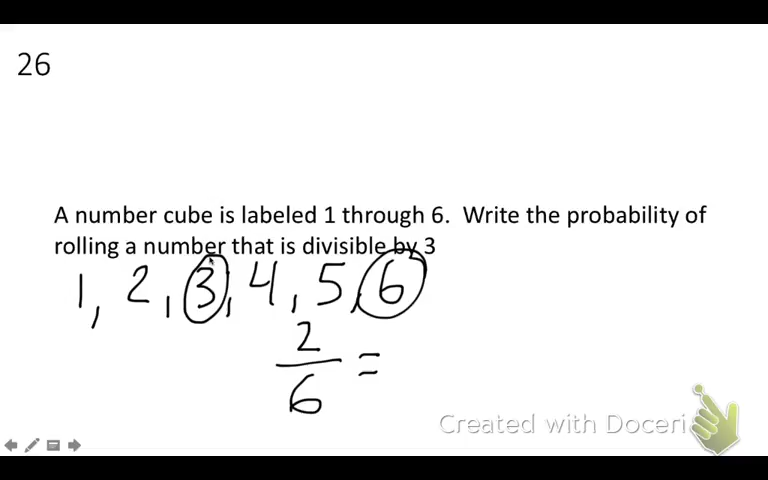 26
A number cube is labeled 1 through 6. Write the probability of
rolling a number that is divisible by 3
1, 2, 3, 4, 5, 6
2
6 =
Created with Doceri